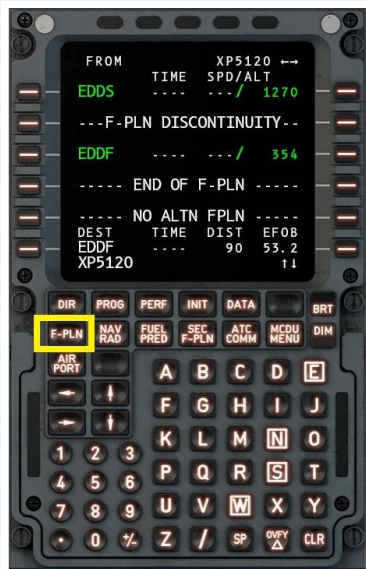 FROM XP5120 ←→
TIME SPD/ALT
EDDS ---- ---/ 1270
---F-PLN DISCONTINUITY--
EDDF ---- ---/ 354
----- END OF F-PLN -----
----- NO ALTN FPLN -----
DEST TIME DIST EFOB
EDDF ---- 90 53.2
XP5120 ↑↓
DIR PROG PERF INIT DATA BRT
F-PLN NAV RAD FUEL PRED SEC F-PLN ATC COMM MCDU MENU DIM
AIR PORT
A B C D E
← ↑ F G H I J
→ ↓ K L M N O
1 2 3
P Q R S T
4 5 6
7 8 9 U V W X Y
. 0 +/- Z / SP OVFY △ CLR